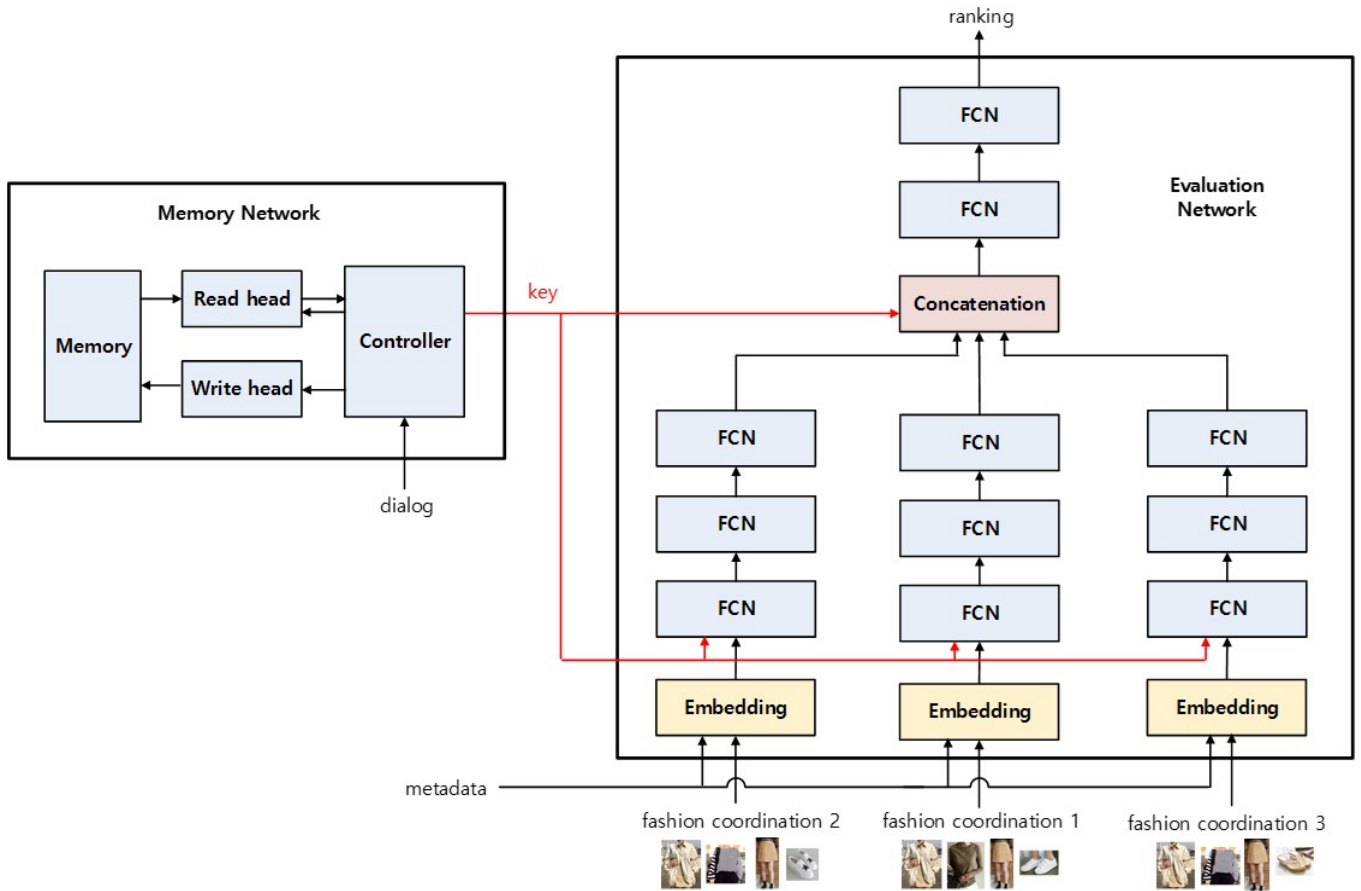 ranking
FCN
FCN
Evaluation
Network
Memory Network
Memory
Read head
Write head
Controller
key
dialog
Concatenation
FCN
FCN
FCN
FCN
FCN
FCN
FCN
FCN
FCN
Embedding
Embedding
Embedding
metadata
fashion coordination 2
fashion coordination 1
fashion coordination 3